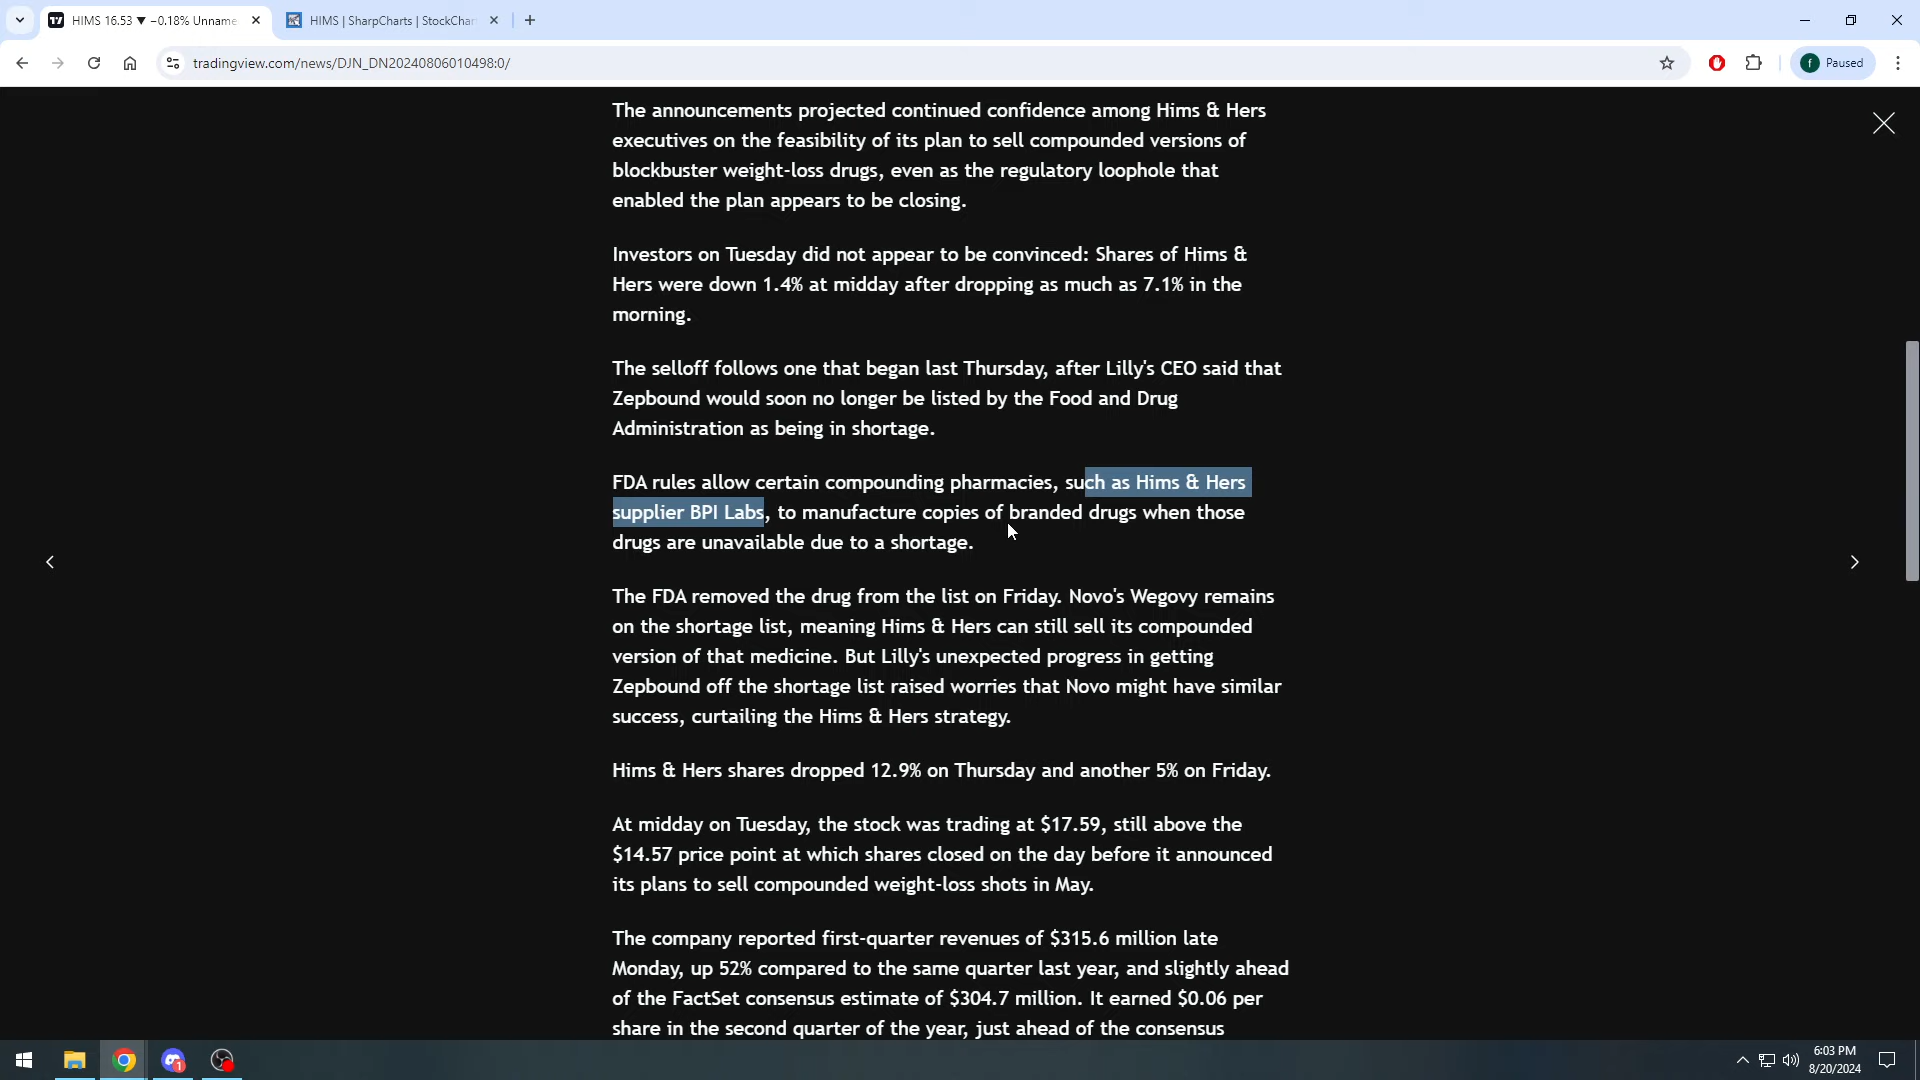 HIMS 16.53 ▼ −0.18% Unname
HIMS | SharpCharts | StockChar
tradingview.com/news/DJN_DN20240806010498:0/
f
Paused
The announcements projected continued confidence among Hims & Hers
executives on the feasibility of its plan to sell compounded versions of
blockbuster weight-loss drugs, even as the regulatory loophole that
enabled the plan appears to be closing.
Investors on Tuesday did not appear to be convinced: Shares of Hims &
Hers were down 1.4% at midday after dropping as much as 7.1% in the
morning.
The selloff follows one that began last Thursday, after Lilly's CEO said that
Zepbound would soon no longer be listed by the Food and Drug
Administration as being in shortage.
FDA rules allow certain compounding pharmacies, such as Hims & Hers
supplier BPI Labs, to manufacture copies of branded drugs when those
drugs are unavailable due to a shortage.
The FDA removed the drug from the list on Friday. Novo's Wegovy remains
on the shortage list, meaning Hims & Hers can still sell its compounded
version of that medicine. But Lilly's unexpected progress in getting
Zepbound off the shortage list raised worries that Novo might have similar
success, curtailing the Hims & Hers strategy.
Hims & Hers shares dropped 12.9% on Thursday and another 5% on Friday.
At midday on Tuesday, the stock was trading at $17.59, still above the
$14.57 price point at which shares closed on the day before it announced
its plans to sell compounded weight-loss shots in May.
The company reported first-quarter revenues of $315.6 million late
Monday, up 52% compared to the same quarter last year, and slightly ahead
of the FactSet consensus estimate of $304.7 million. It earned $0.06 per
share in the second quarter of the year, just ahead of the consensus
1
6:03 PM
8/20/2024